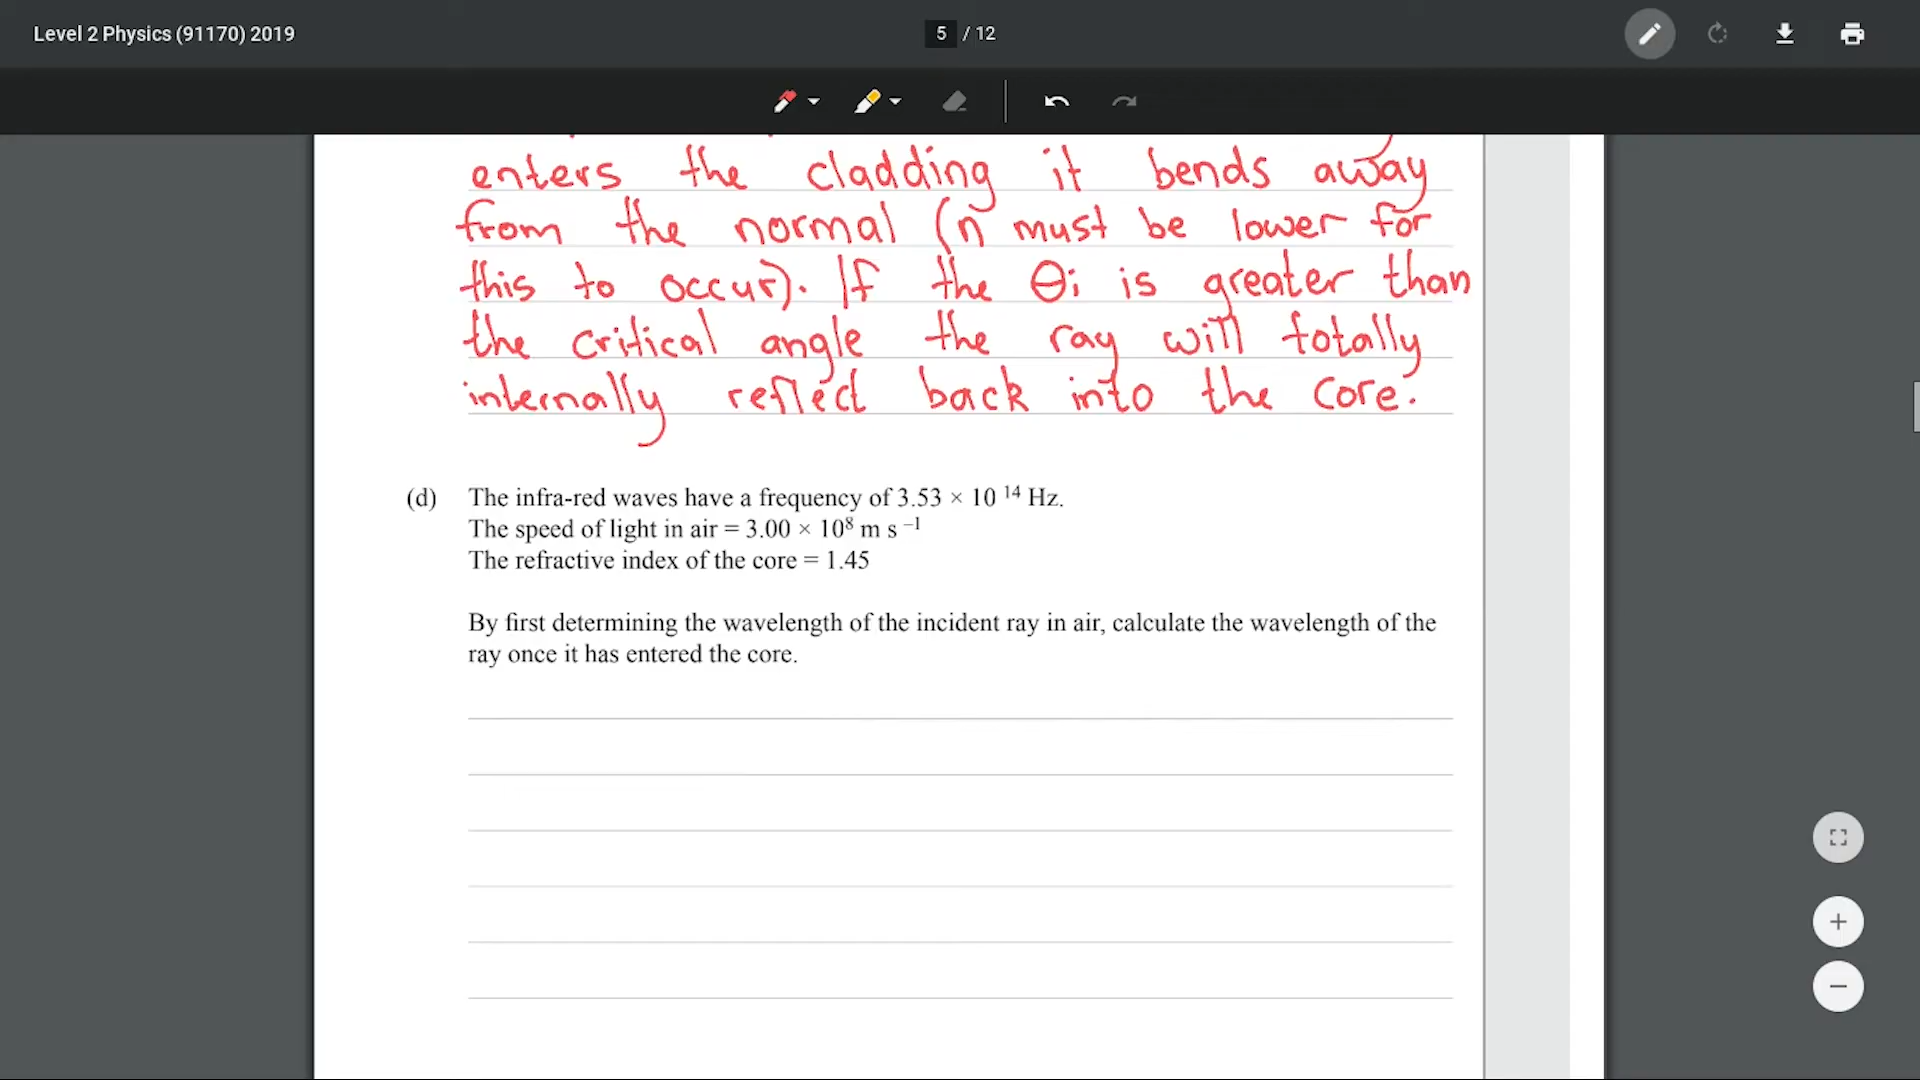 Level 2 Physics (91170) 2019
5 / 12
enters the cladding it bends away
from the normal (n must be lower for
this to occur). If the θi is greater than
the critical angle the ray will totally
internally reflect back into the core.
(d) The infra-red waves have a frequency of 3.53 × 10 ¹⁴ Hz.
The speed of light in air = 3.00 × 10⁸ m s ⁻¹
The refractive index of the core = 1.45
By first determining the wavelength of the incident ray in air, calculate the wavelength of the
ray once it has entered the core.